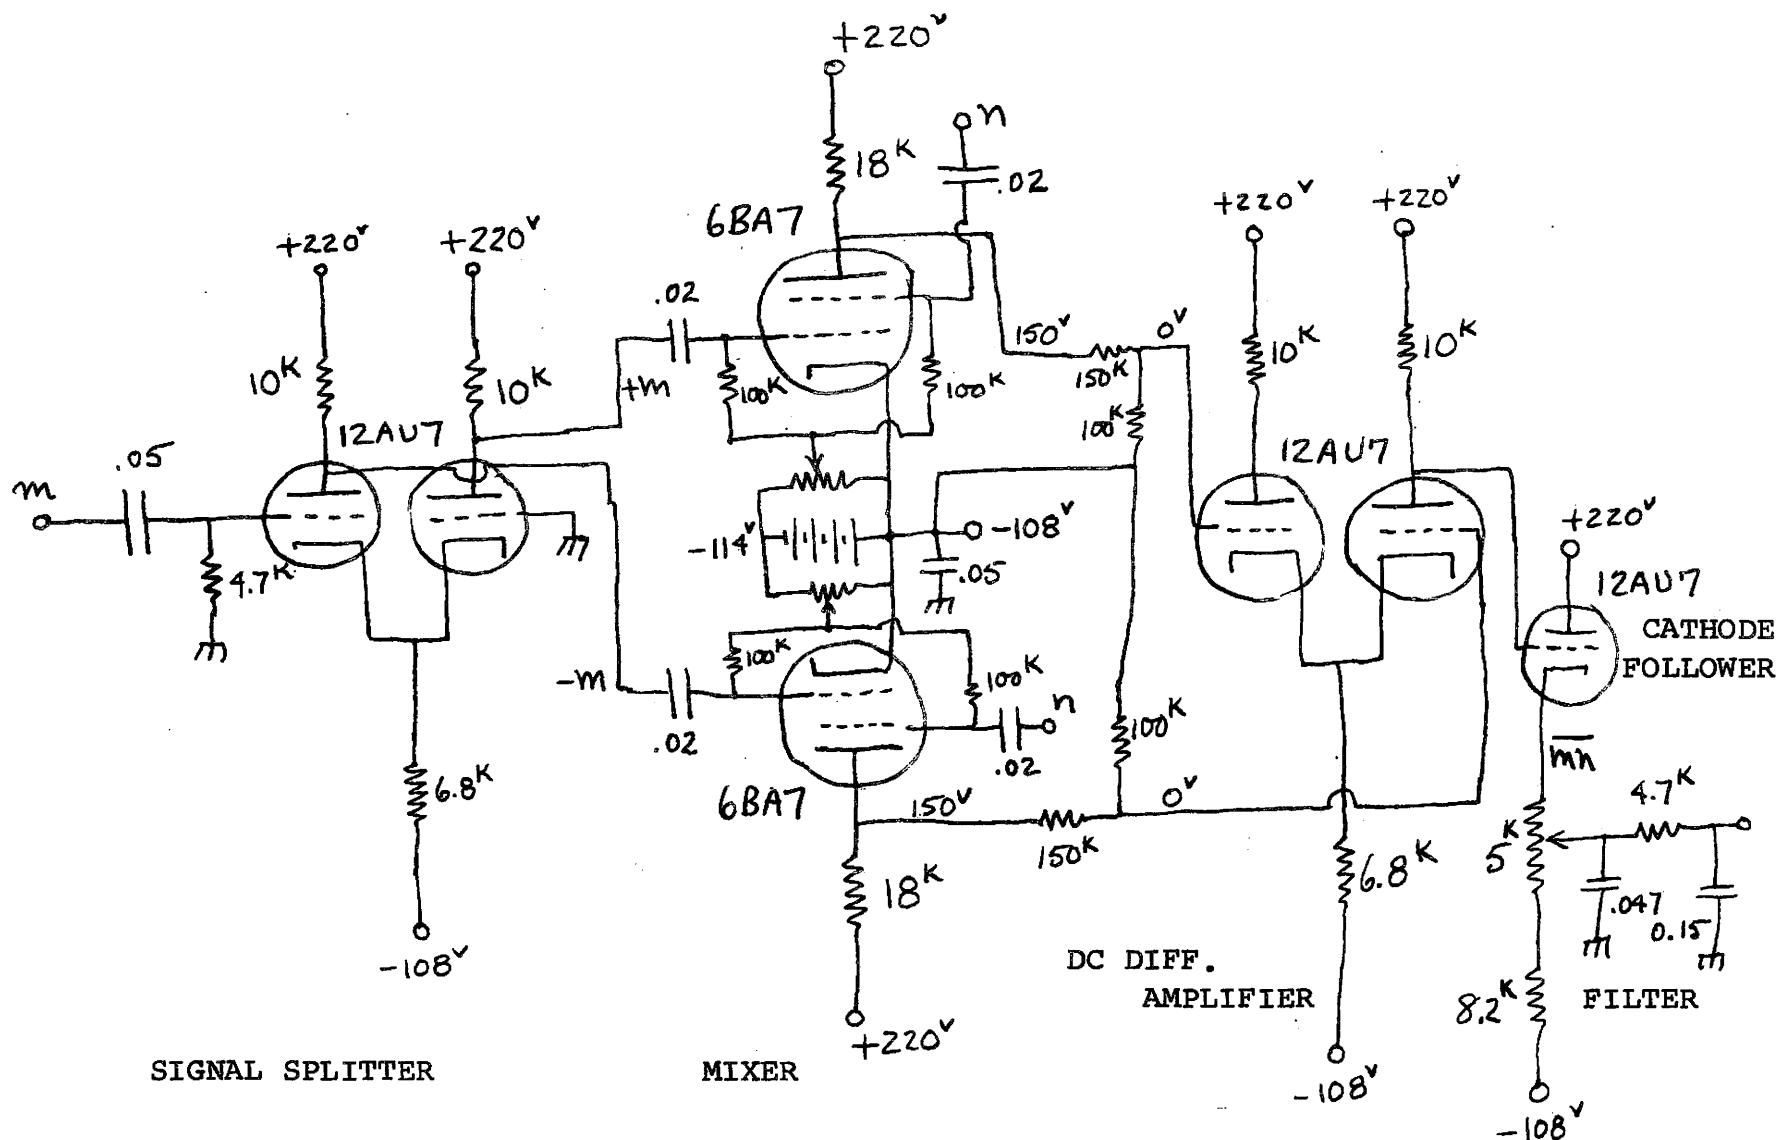 +220v
n
18K
.02
6BA7
+220v
+220v
+220v
+220v
.02
150v
0v
10K
10K
+m
100K
100K
150K
10K
10K
12AU7
100K
12AU7
.05
m
-114v
-108v
+220v
4.7K
.05
12AU7
CATHODE
FOLLOWER
100K
-m
100K
n
.02
.02
100K
mn
6.8K
6BA7
150v
0v
4.7K
150K
5K
18K
6.8K
.047
0.15
-108v
DC DIFF.
AMPLIFIER
8.2K
FILTER
+220v
SIGNAL SPLITTER
MIXER
-108v
-108v